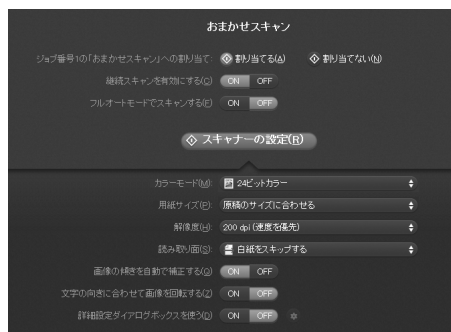 おまかせスキャン
ジョブ番号1の「おまかせスキャン」への割り当て: 割り当てる(A) 割り当てない(N)
継続スキャンを有効にする(C) ON OFF
フルオートモードでスキャンする(F) ON OFF
スキャナーの設定(R)
カラーモード(M): 24ビットカラー
用紙サイズ(P): 原稿のサイズに合わせる
解像度(H): 200 dpi (速度を優先)
読み取り面(S): 白紙をスキップする
画像の傾きを自動で補正する(Q) ON OFF
文字の向きに合わせて画像を回転する(Z) ON OFF
詳細設定ダイアログボックスを使う(D) ON OFF